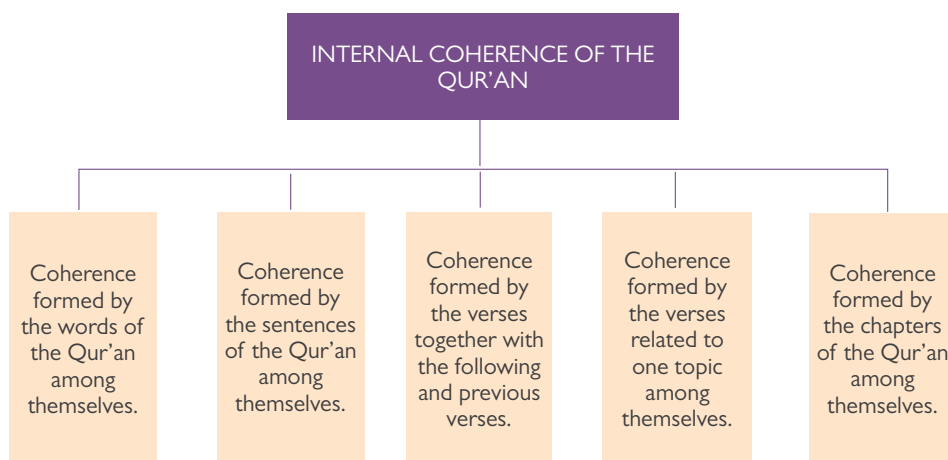 INTERNAL COHERENCE OF THE
QUR’AN
Coherence
formed by
the words of
the Qur’an
among
themselves.
Coherence
formed by
the sentences
of the Qur’an
among
themselves.
Coherence
formed by
the verses
together with
the following
and previous
verses.
Coherence
formed by
the verses
related to
one topic
among
themselves.
Coherence
formed by
the chapters
of the Qur’an
among
themselves.